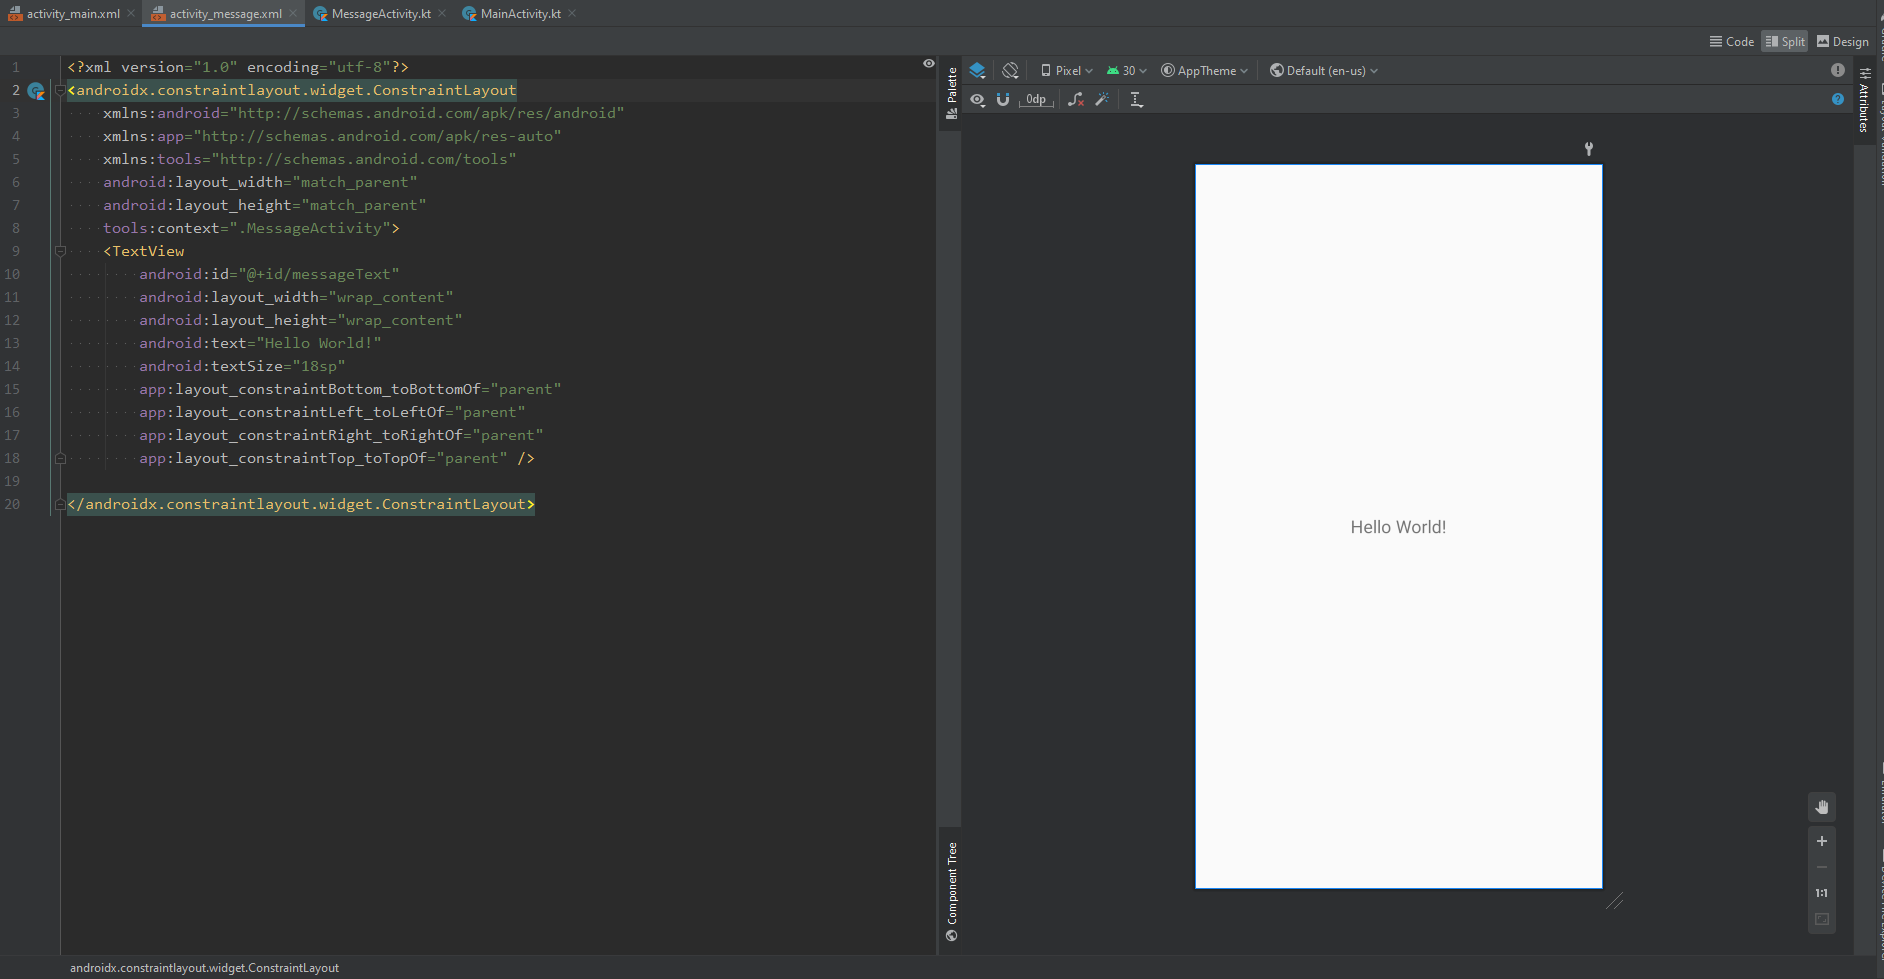 activity_main.xml activity_message.xml MessageActivity.kt MainActivity.kt
Code Split Design
1 <?xml version="1.0" encoding="utf-8"?>
2 <androidx.constraintlayout.widget.ConstraintLayout
3 xmlns:android="http://schemas.android.com/apk/res/android"
4 xmlns:app="http://schemas.android.com/apk/res-auto"
5 xmlns:tools="http://schemas.android.com/tools"
6 android:layout_width="match_parent"
7 android:layout_height="match_parent"
8 tools:context=".MessageActivity">
9 <TextView
10 android:id="@+id/messageText"
11 android:layout_width="wrap_content"
12 android:layout_height="wrap_content"
13 android:text="Hello World!"
14 android:textSize="18sp"
15 app:layout_constraintBottom_toBottomOf="parent"
16 app:layout_constraintLeft_toLeftOf="parent"
17 app:layout_constraintRight_toRightOf="parent"
18 app:layout_constraintTop_toTopOf="parent" />
19
20 </androidx.constraintlayout.widget.ConstraintLayout>
Palette
Component Tree
Pixel 30 AppTheme Default (en-us)
0dp
Hello World!
1:1
Attributes
androidx.constraintlayout.widget.ConstraintLayout